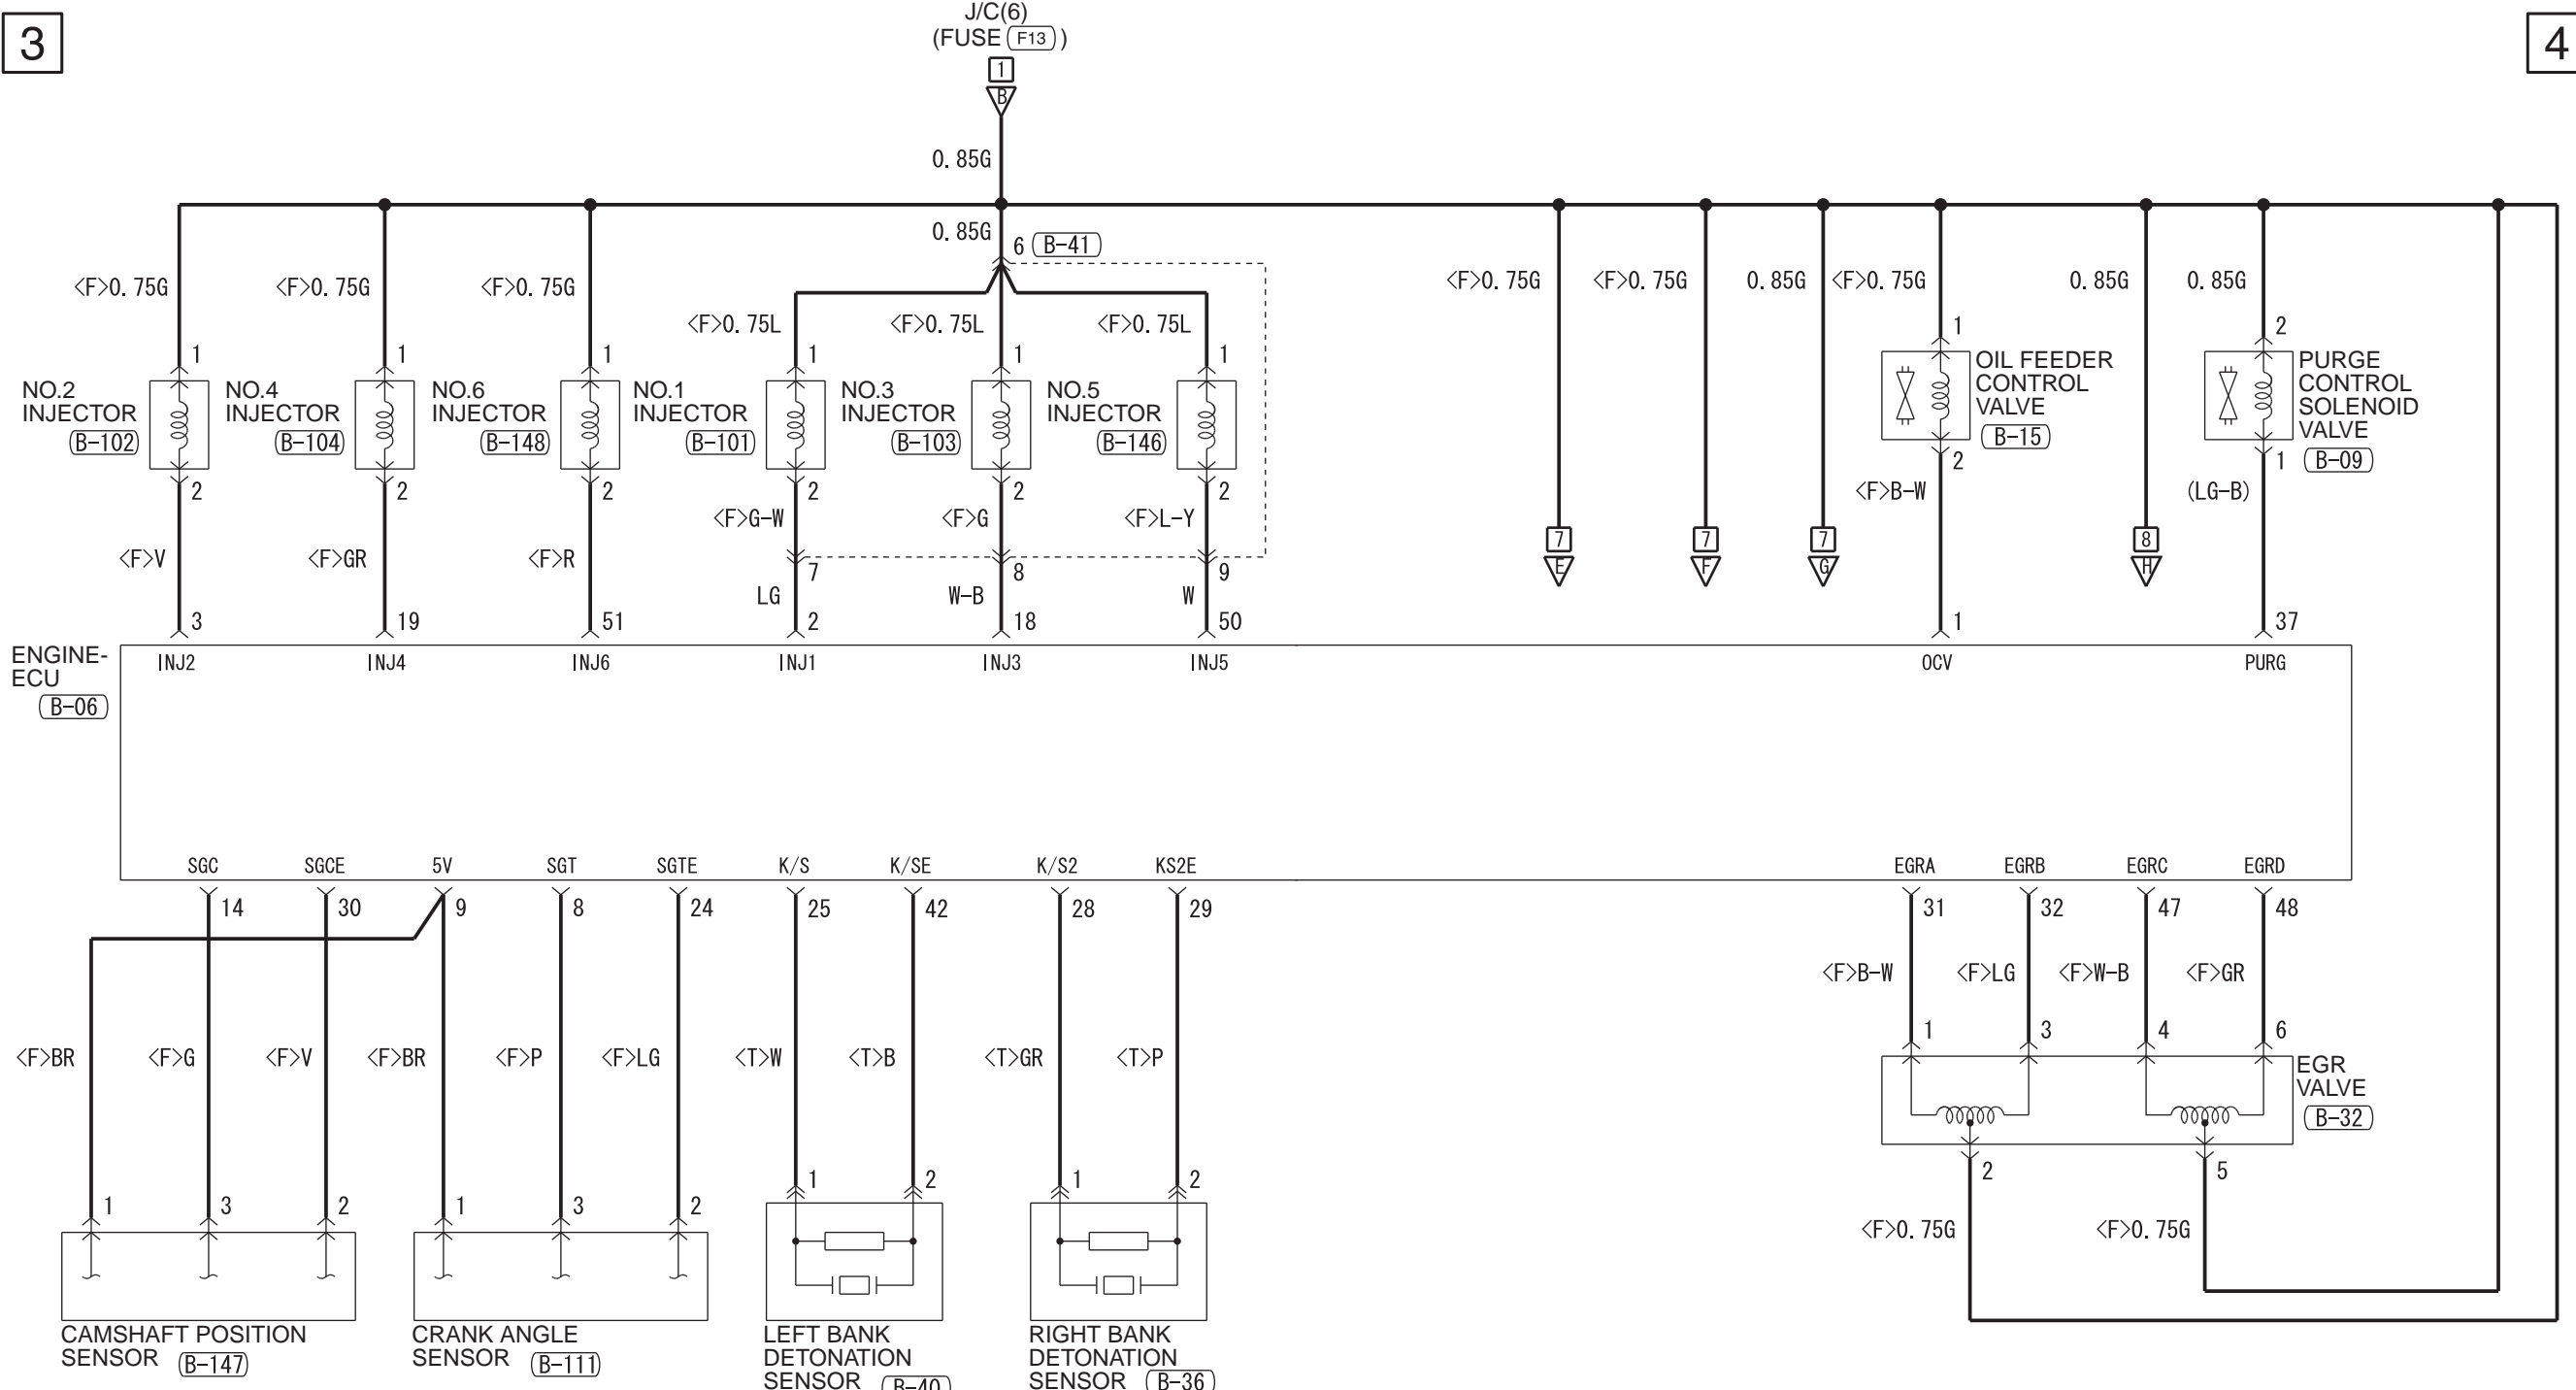 3
J/C(6)
(FUSE F13 )
1
B
4
0. 85G
0. 85G
6 B-41
<F>0. 75G
<F>0. 75G
<F>0. 75G
<F>0. 75G
<F>0. 75G
0. 85G
<F>0. 75G
0. 85G
0. 85G
<F>0. 75L
<F>0. 75L
<F>0. 75L
1
1
1
1
1
1
1
2
NO.2
INJECTOR
B-102
NO.4
INJECTOR
B-104
NO.6
INJECTOR
B-148
NO.1
INJECTOR
B-101
NO.3
INJECTOR
B-103
NO.5
INJECTOR
B-146
OIL FEEDER
CONTROL
VALVE
B-15
PURGE
CONTROL
SOLENOID
VALVE
B-09
2
2
2
2
2
2
2
1
<F>G-W
<F>G
<F>L-Y
<F>B-W
(LG-B)
<F>V
<F>GR
<F>R
7
8
9
7
E
7
F
7
G
8
H
LG
W-B
W
3
19
51
2
18
50
1
37
ENGINE-
ECU
B-06
INJ2
INJ4
INJ6
INJ1
INJ3
INJ5
OCV
PURG
SGC
SGCE
5V
SGT
SGTE
K/S
K/SE
K/S2
KS2E
EGRA
EGRB
EGRC
EGRD
14
30
9
8
24
25
42
28
29
31
32
47
48
<F>B-W
<F>LG
<F>W-B
<F>GR
<F>BR
<F>G
<F>V
<F>BR
<F>P
<F>LG
<T>W
<T>B
<T>GR
<T>P
1
3
4
6
EGR
VALVE
B-32
2
5
1
3
2
1
3
2
1
2
1
2
<F>0. 75G
<F>0. 75G
CAMSHAFT POSITION
SENSOR B-147
CRANK ANGLE
SENSOR B-111
LEFT BANK
DETONATION
SENSOR B-40
RIGHT BANK
DETONATION
SENSOR B-36